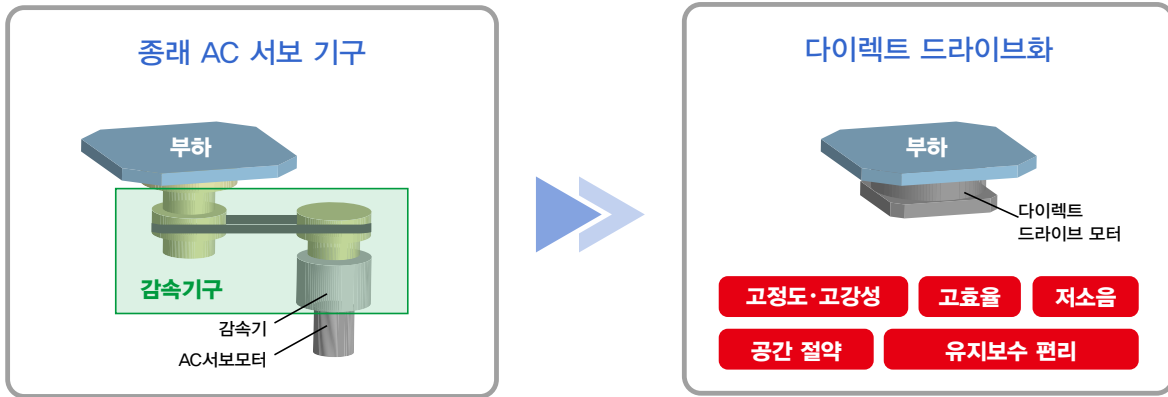 종래 AC 서보 기구
부하
감속기구
감속기
AC서보모터
다이렉트 드라이브화
부하
다이렉트
드라이브 모터
고정도·고강성
고효율
저소음
공간 절약
유지보수 편리